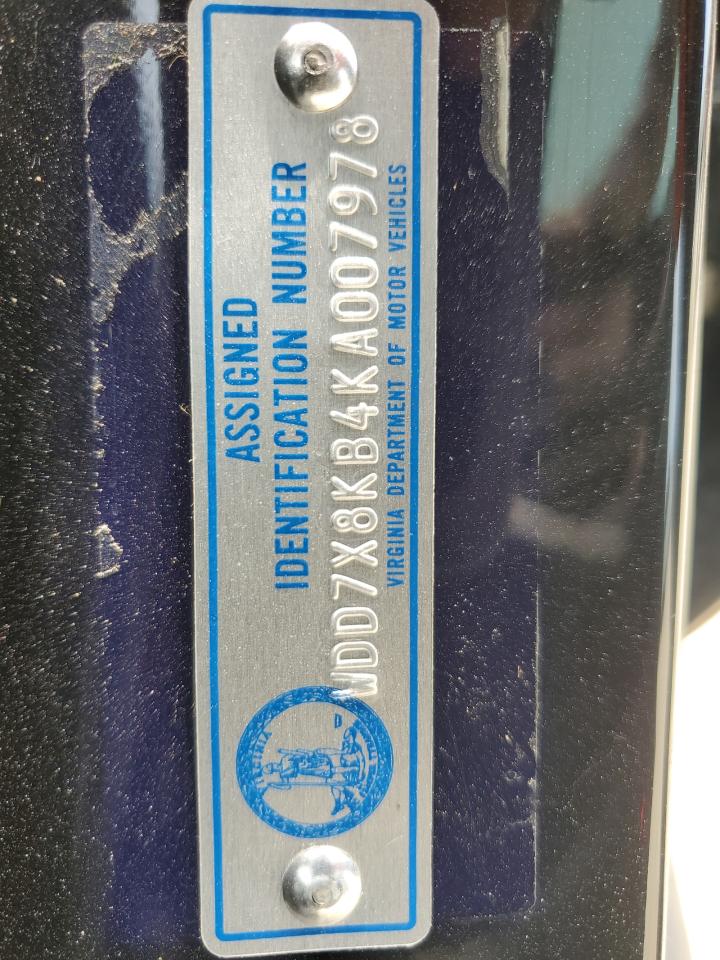 ASSIGNED
IDENTIFICATION NUMBER
WDD7X8KB4KA007978
VIRGINIA DEPARTMENT OF MOTOR VEHICLES